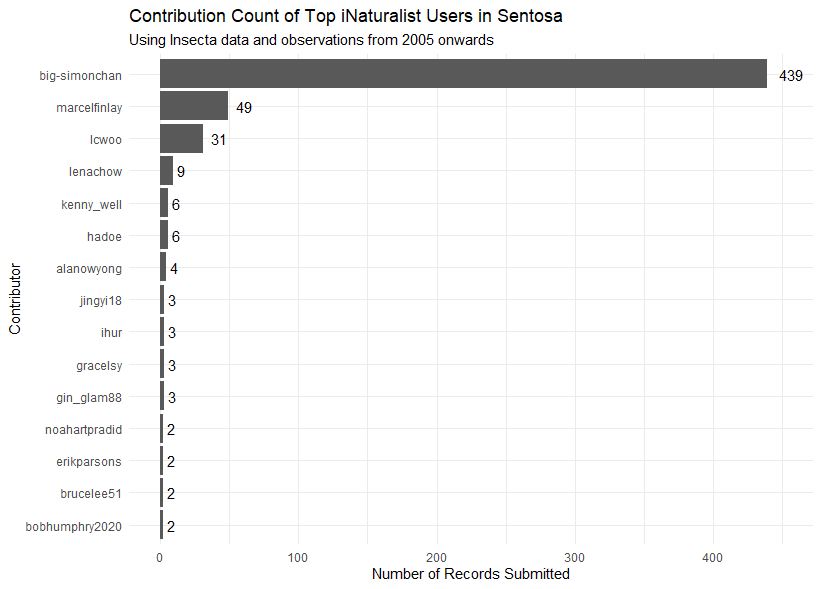 Contribution Count of Top iNaturalist Users in Sentosa
Using Insecta data and observations from 2005 onwards
Contributor
big-simonchan 439
marcelfinlay 49
lcwoo 31
lenachow 9
kenny_well 6
hadoe 6
alanowyong 4
jingyi18 3
ihur 3
gracelsy 3
gin_glam88 3
noahartpradid 2
erikparsons 2
brucelee51 2
bobhumphry2020 2
0 100 200 300 400
Number of Records Submitted